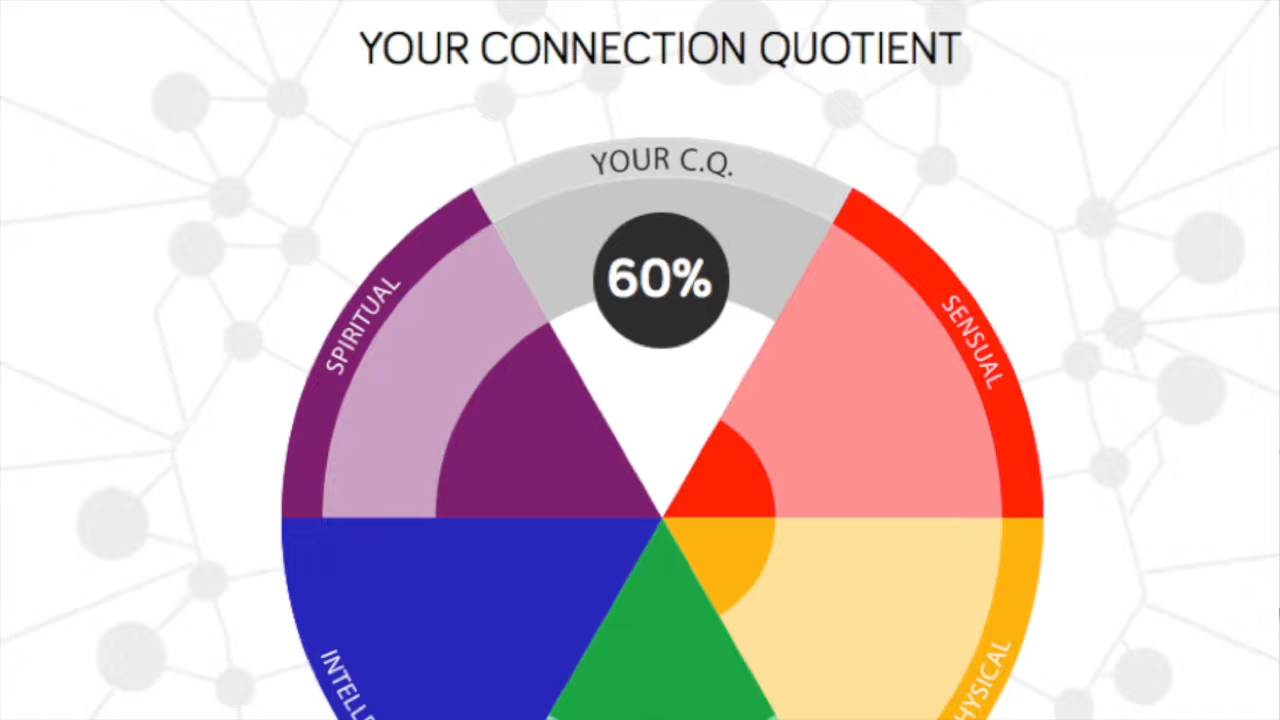 YOUR CONNECTION QUOTIENT
YOUR C.Q.
60%
SPIRITUAL
SENSUAL